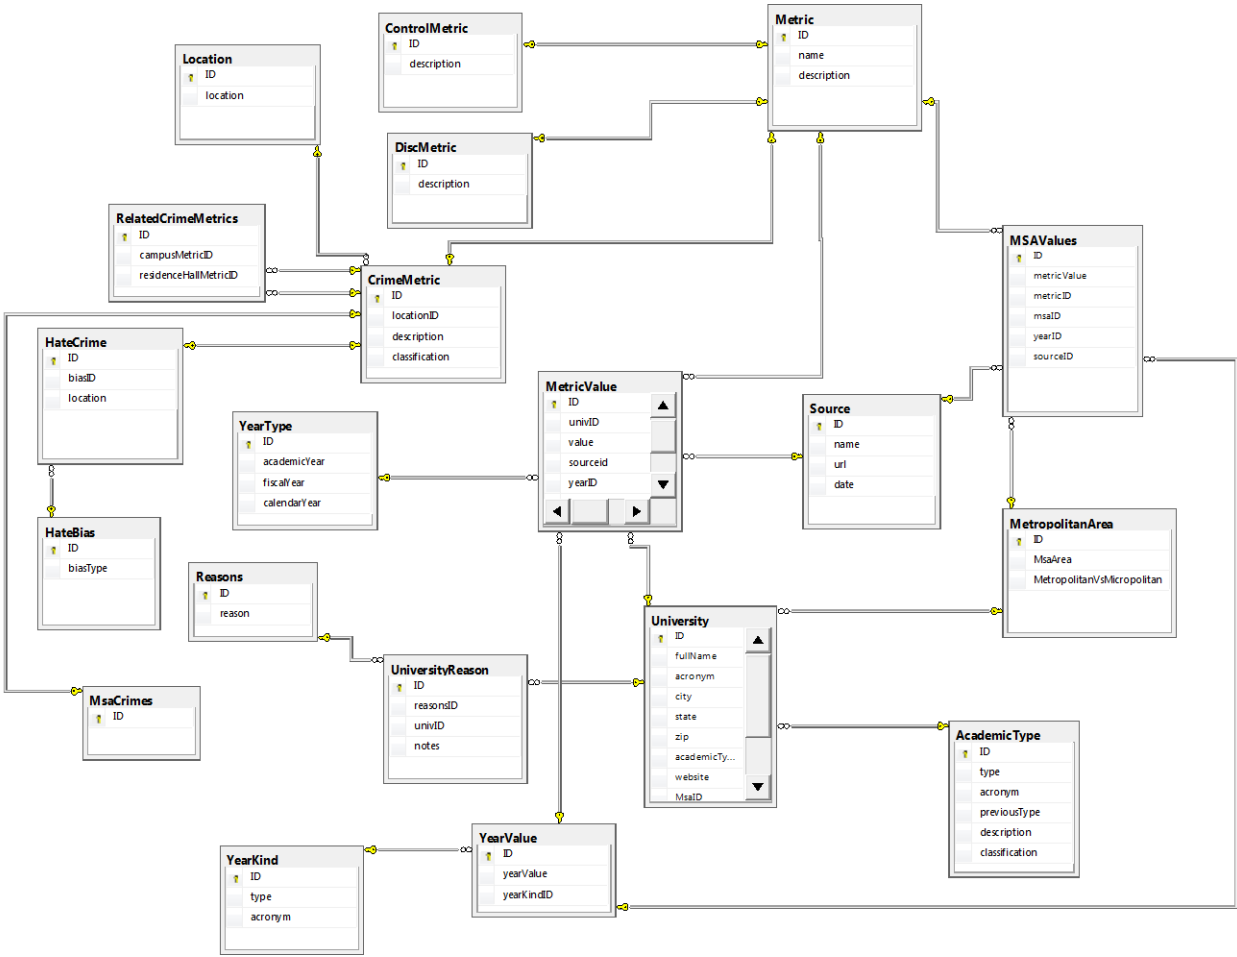 Metric
ID
name
description
ControlMetric
ID
description
Location
ID
location
DiscMetric
ID
description
RelatedCrimeMetrics
ID
campusMetricID
residenceHallMetricID
MSAValues
ID
metricValue
metricID
msaID
yearID
sourceID
CrimeMetric
ID
locationID
description
classification
HateCrime
ID
biasID
location
MetricValue
ID
univID
value
sourceid
yearID
Source
ID
name
url
date
YearType
ID
academicYear
fiscalYear
calendarYear
HateBias
ID
biasType
MetropolitanArea
ID
MsaArea
MetropolitanVsMicropolitan
Reasons
ID
reason
University
ID
fullName
acronym
city
state
zip
academicTy...
website
MsaID
UniversityReason
ID
reasonsID
univID
notes
MsaCrimes
ID
AcademicType
ID
type
acronym
previousType
description
classification
YearValue
ID
yearValue
yearKindID
YearKind
ID
type
acronym